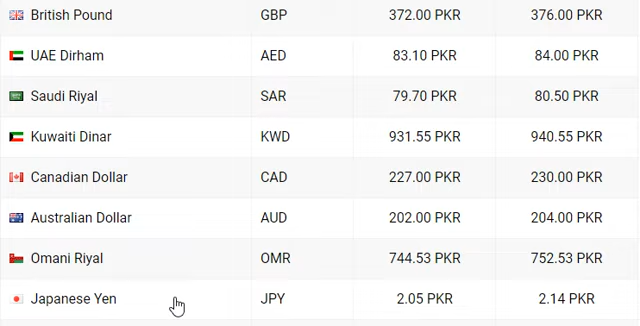 British Pound GBP 372.00 PKR 376.00 PKR
UAE Dirham AED 83.10 PKR 84.00 PKR
Saudi Riyal SAR 79.70 PKR 80.50 PKR
Kuwaiti Dinar KWD 931.55 PKR 940.55 PKR
Canadian Dollar CAD 227.00 PKR 230.00 PKR
Australian Dollar AUD 202.00 PKR 204.00 PKR
Omani Riyal OMR 744.53 PKR 752.53 PKR
Japanese Yen JPY 2.05 PKR 2.14 PKR